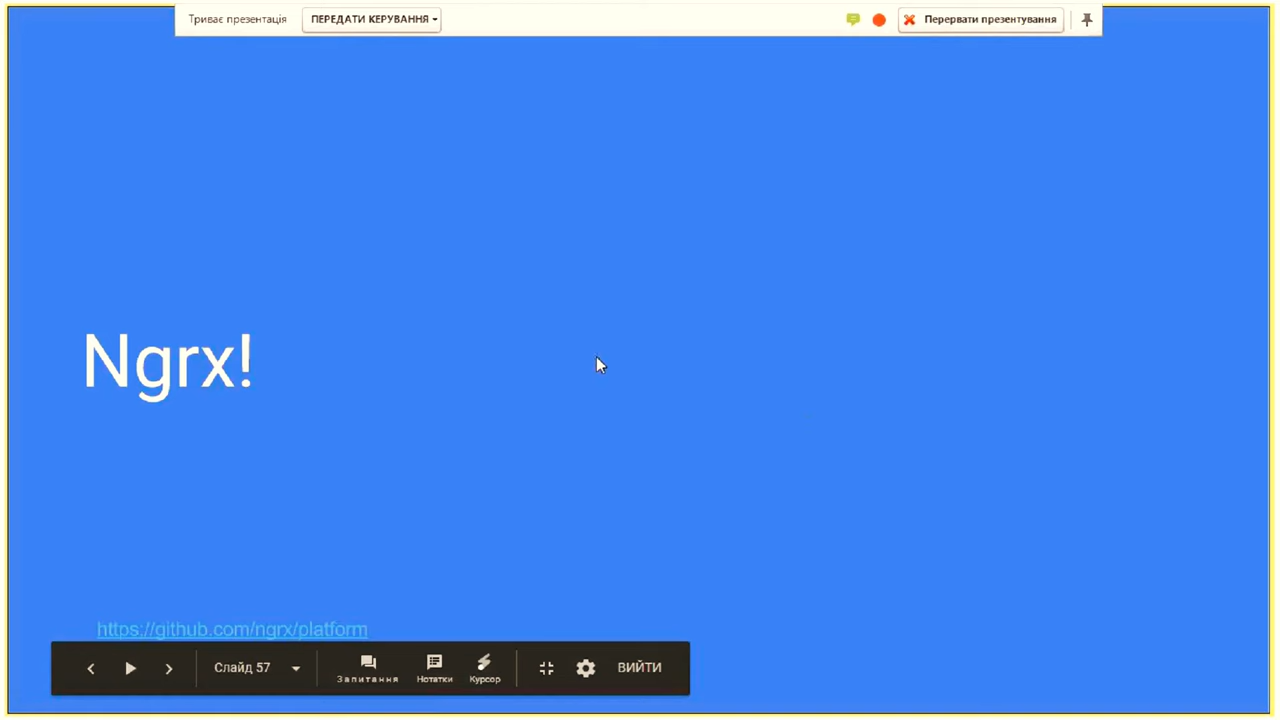 Триває презентація ПЕРЕДАТИ КЕРУВАННЯ Перервати презентування
Ngrx!
https://github.com/ngrx/platform
Слайд 57 Запитання Нотатки Курсор ВИЙТИ